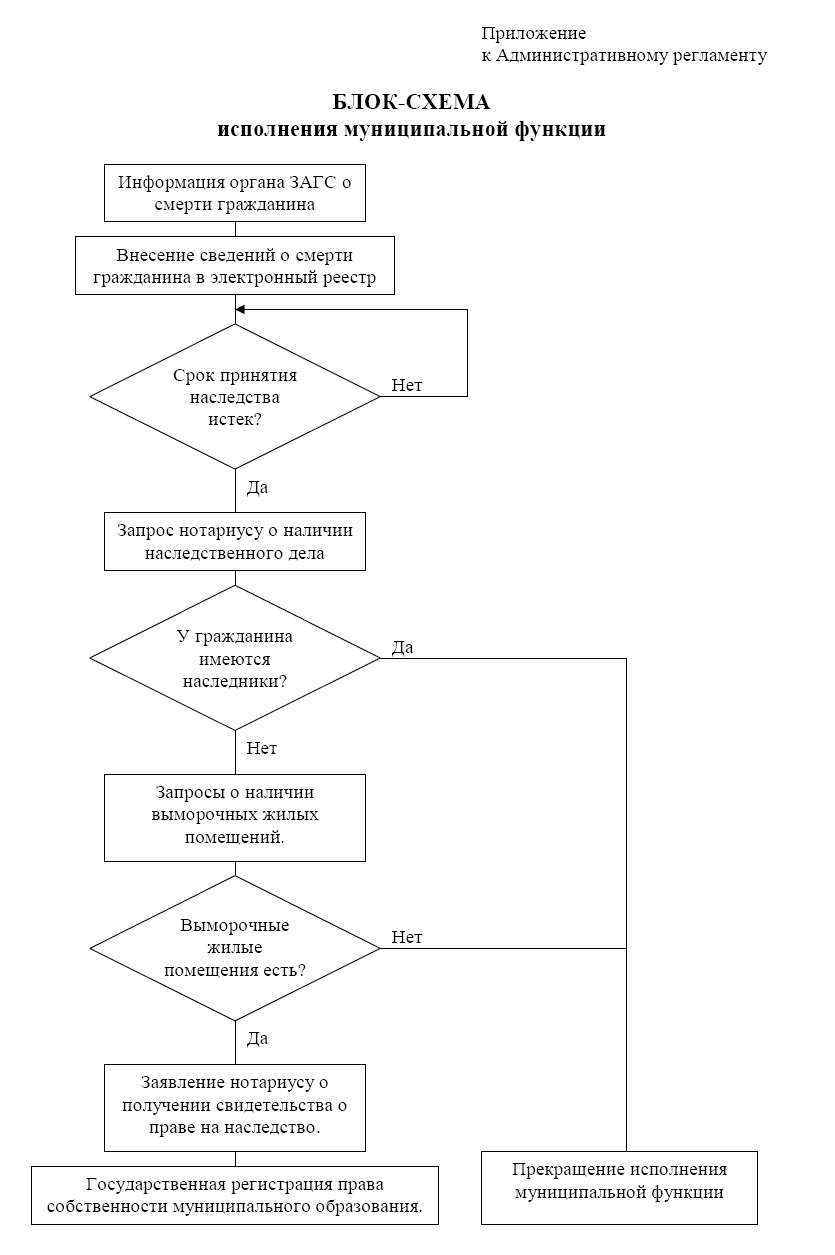 Приложение
к Административному регламенту
БЛОК-СХЕМА
исполнения муниципальной функции
Информация органа ЗАГС о
смерти гражданина
Внесение сведений о смерти
гражданина в электронный реестр
Срок принятия
наследства
истек?
Нет
Да
Запрос нотариусу о наличии
наследственного дела
У гражданина
имеются
наследники?
Да
Нет
Запросы о наличии
выморочных жилых
помещений.
Выморочные
жилые
помещения есть?
Нет
Да
Заявление нотариусу о
получении свидетельства о
праве на наследство.
Государственная регистрация права
собственности муниципального образования.
Прекращение исполнения
муниципальной функции